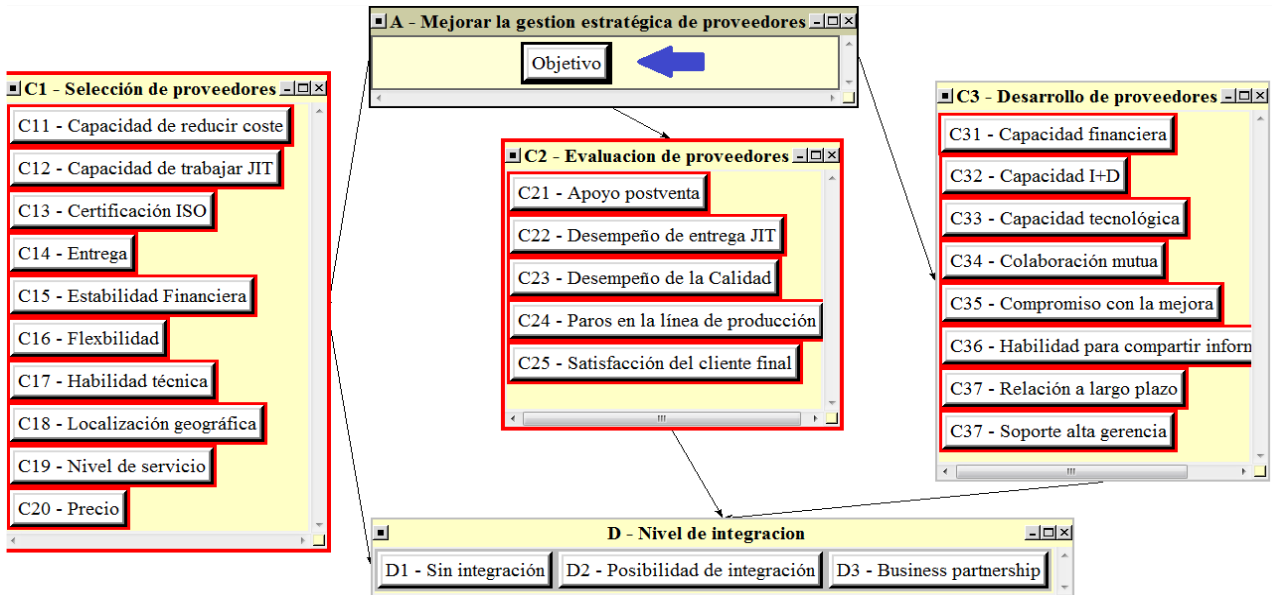 A - Mejorar la gestion estratégica de proveedores
Objetivo
C1 - Selección de proveedores
C11 - Capacidad de reducir coste
C12 - Capacidad de trabajar JIT
C13 - Certificación ISO
C14 - Entrega
C15 - Estabilidad Financiera
C16 - Flexbilidad
C17 - Habilidad técnica
C18 - Localización geográfica
C19 - Nivel de servicio
C20 - Precio
C2 - Evaluacion de proveedores
C21 - Apoyo postventa
C22 - Desempeño de entrega JIT
C23 - Desempeño de la Calidad
C24 - Paros en la línea de producción
C25 - Satisfacción del cliente final
C3 - Desarrollo de proveedores
C31 - Capacidad financiera
C32 - Capacidad I+D
C33 - Capacidad tecnológica
C34 - Colaboración mutua
C35 - Compromiso con la mejora
C36 - Habilidad para compartir inforn
C37 - Relación a largo plazo
C37 - Soporte alta gerencia
D - Nivel de integracion
D1 - Sin integración
D2 - Posibilidad de integración
D3 - Business partnership